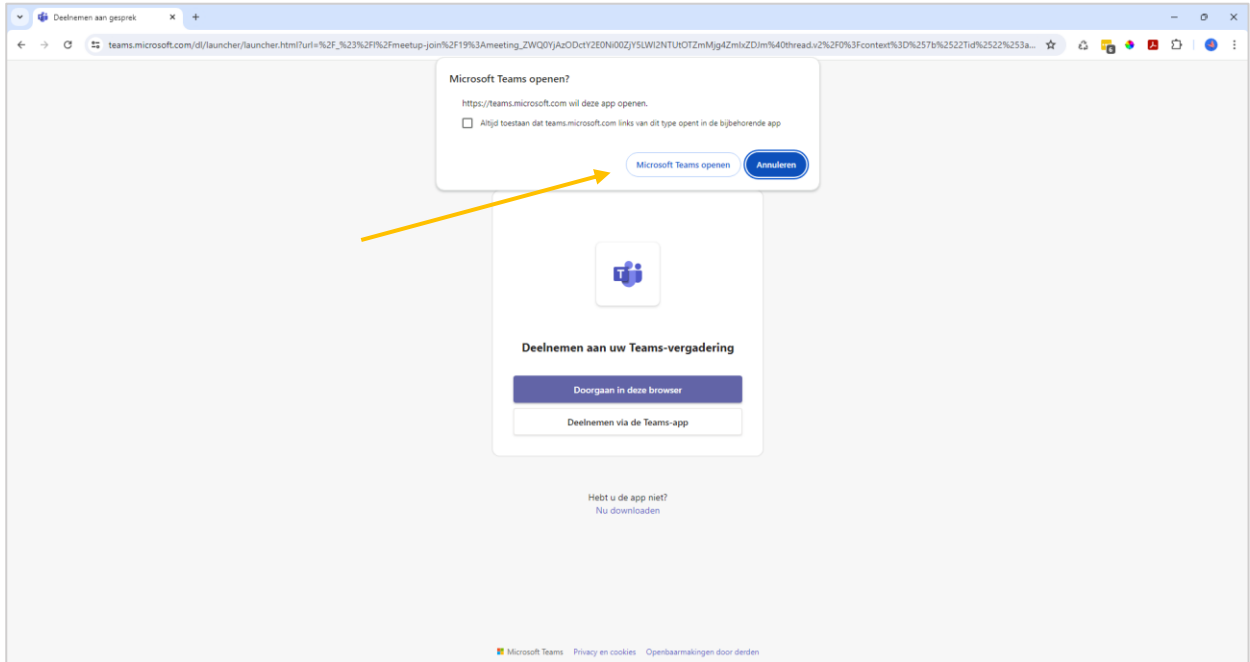 Deelnemen aan gesprek
teams.microsoft.com/dl/launcher/launcher.html?url=%2F_%23%2Fl%2Fmeetup-join%2F19%3Ameeting_ZWQ0YjAzODctY2E0Ni00ZjY5LWI2NTUtOTZmMjg4ZmIxZDJm%40thread.v2%2F0%3Fcontext%3D%257b%2522Tid%2522%253a...
6
Microsoft Teams openen?
https://teams.microsoft.com wil deze app openen.
Altijd toestaan dat teams.microsoft.com links van dit type opent in de bijbehorende app
Microsoft Teams openen
Annuleren
T
Deelnemen aan uw Teams-vergadering
Doorgaan in deze browser
Deelnemen via de Teams-app
Hebt u de app niet?
Nu downloaden
Microsoft Teams Privacy en cookies Openbaarmakingen door derden